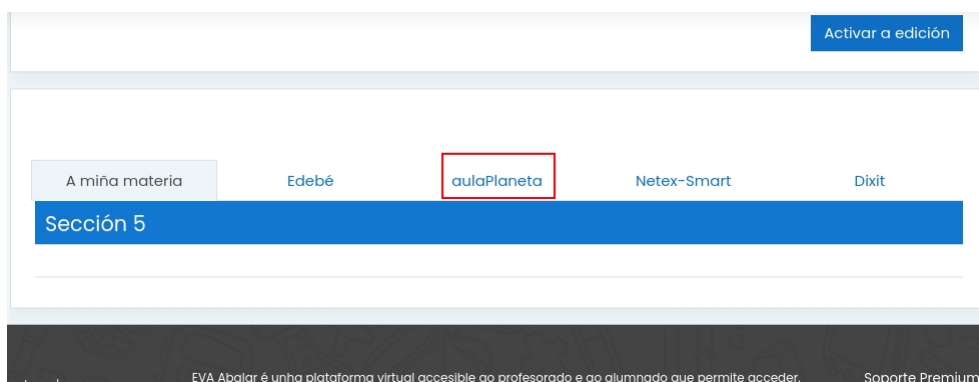 Activar a edición
A miña materia Edebé aulaPlaneta Netex-Smart Dixit
Sección 5
EVA Abalar é unha plataforma virtual accesible ao profesorado e ao alumnado que permite acceder, Soporte Premium